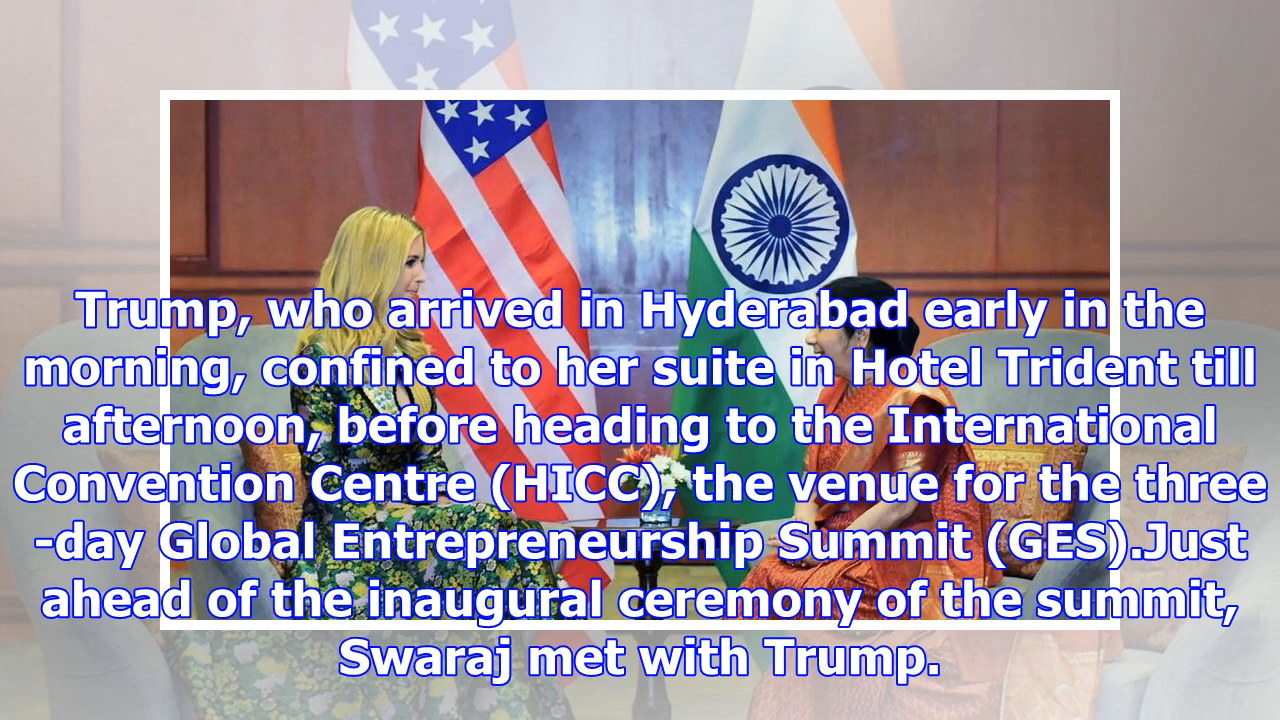 Trump, who arrived in Hyderabad early in the
morning, confined to her suite in Hotel Trident till
afternoon, before heading to the International
Convention Centre (HICC), the venue for the three
-day Global Entrepreneurship Summit (GES).Just
ahead of the inaugural ceremony of the summit,
Swaraj met with Trump.